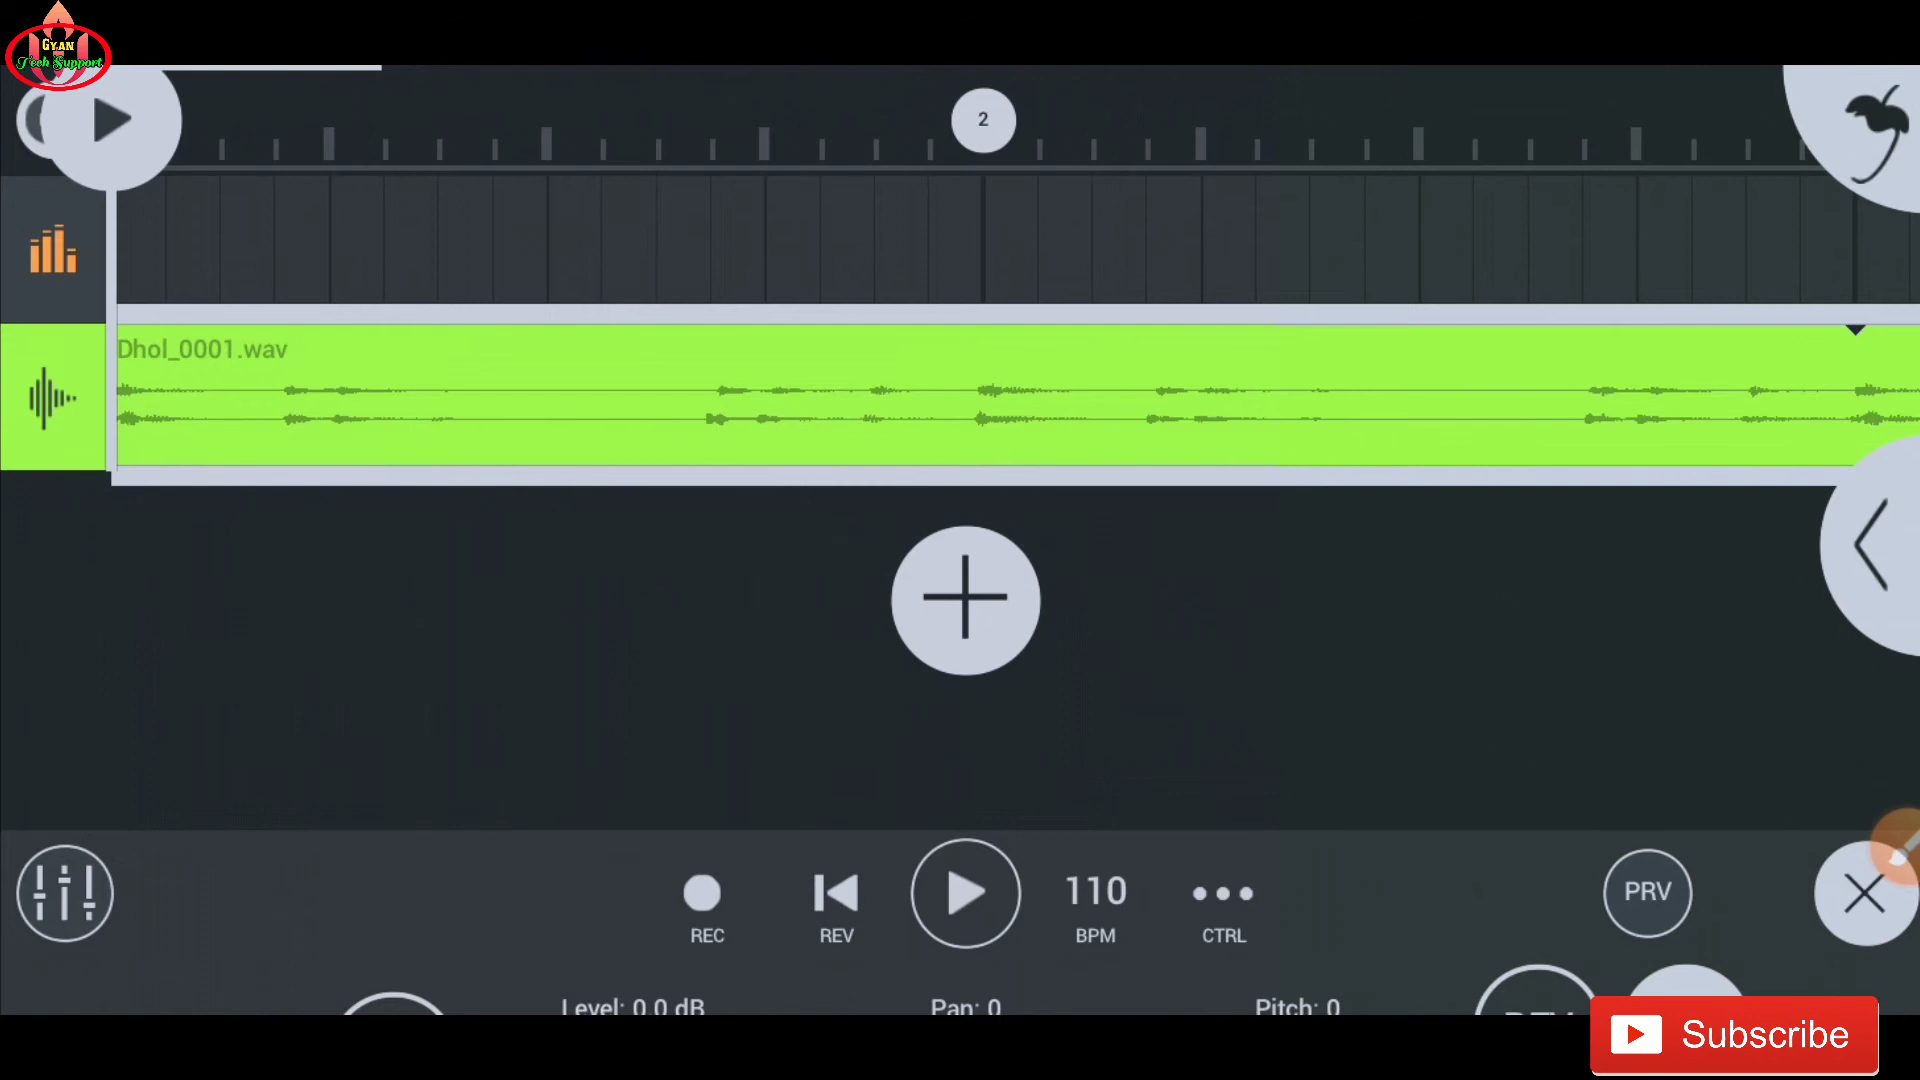 Gyan
Tech Support
2
Dhol_0001.wav
110
PRV
REC
REV
BPM
CTRL
Level: 0.0 dB
Pan: 0
Pitch: 0
Subscribe